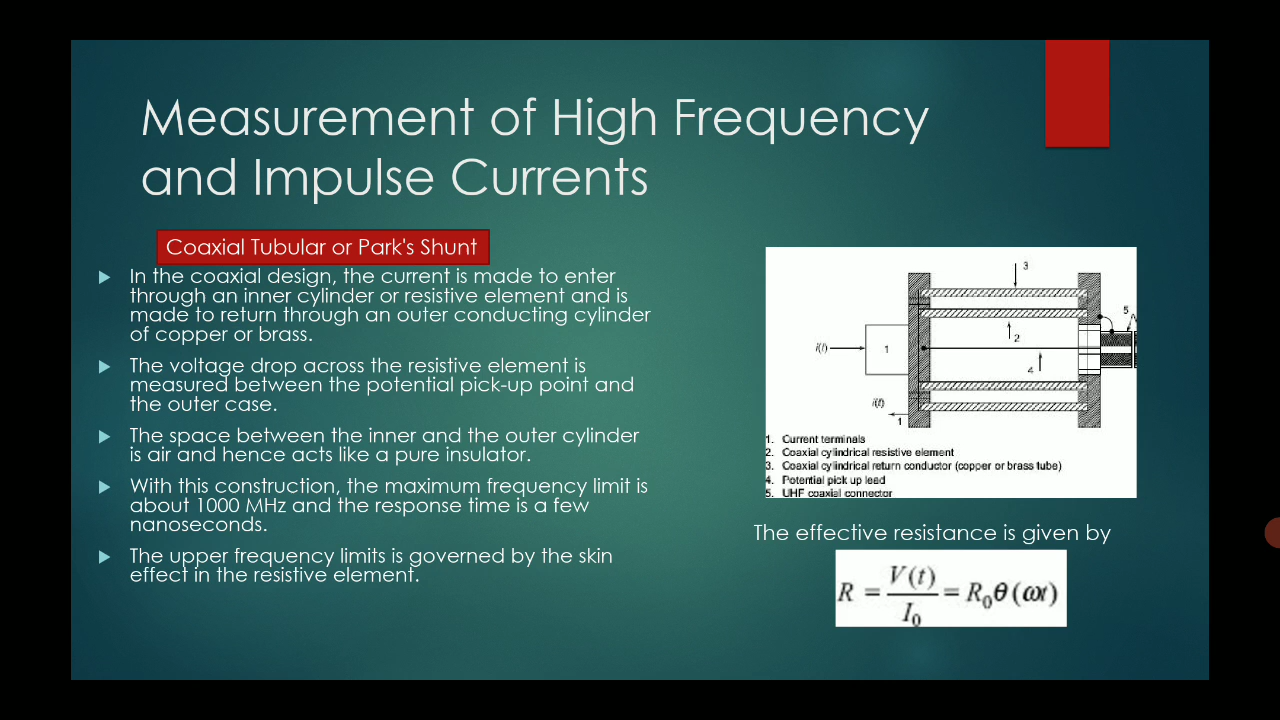 Measurement of High Frequency
and Impulse Currents
Coaxial Tubular or Park's Shunt
In the coaxial design, the current is made to enter
through an inner cylinder or resistive element and is
made to return through an outer conducting cylinder
of copper or brass.
The voltage drop across the resistive element is
measured between the potential pick-up point and
the outer case.
The space between the inner and the outer cylinder
is air and hence acts like a pure insulator.
With this construction, the maximum frequency limit is
about 1000 MHz and the response time is a few
nanoseconds.
The upper frequency limits is governed by the skin
effect in the resistive element.
3
5
2
i(t)
1
4
i(t)
1
1. Current terminals
2. Coaxial cylindrical resistive element
3. Coaxial cylindrical return conductor (copper or brass tube)
4. Potential pick up lead
5. UHF coaxial connector
The effective resistance is given by
R = V(t)/I₀ = R₀θ(ωt)